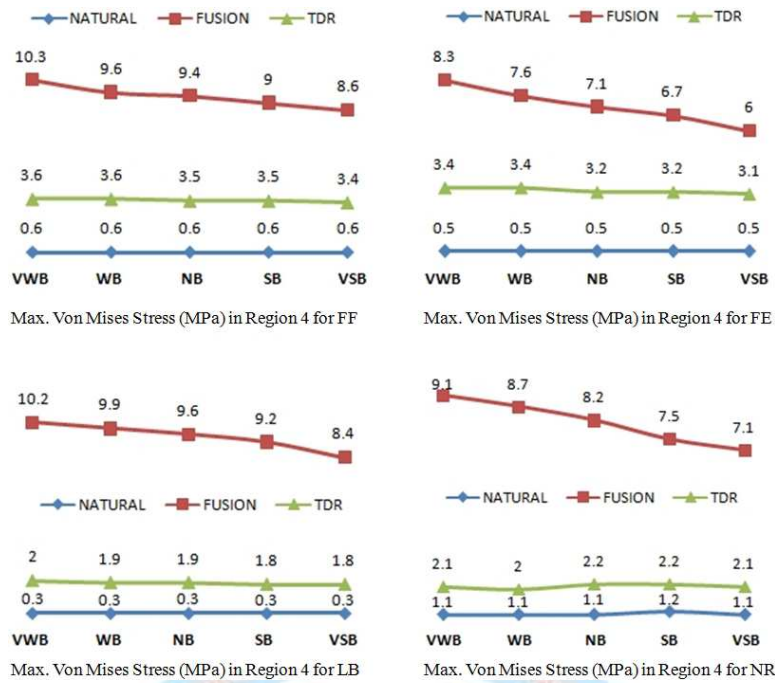 NATURAL FUSION TDR
10.3 9.6 9.4 9 8.6
3.6 3.6 3.5 3.5 3.4
0.6 0.6 0.6 0.6 0.6
VWB WB NB SB VSB
Max. Von Mises Stress (MPa) in Region 4 for FF
NATURAL FUSION TDR
8.3 7.6 7.1 6.7 6
3.4 3.4 3.2 3.2 3.1
0.5 0.5 0.5 0.5 0.5
VWB WB NB SB VSB
Max. Von Mises Stress (MPa) in Region 4 for FE
10.2 9.9 9.6 9.2 8.4
NATURAL FUSION TDR
2 1.9 1.9 1.8 1.8
0.3 0.3 0.3 0.3 0.3
VWB WB NB SB VSB
Max. Von Mises Stress (MPa) in Region 4 for LB
9.1 8.7 8.2 7.5 7.1
NATURAL FUSION TDR
2.1 2 2.2 2.2 2.1
1.1 1.1 1.1 1.2 1.1
VWB WB NB SB VSB
Max. Von Mises Stress (MPa) in Region 4 for NR